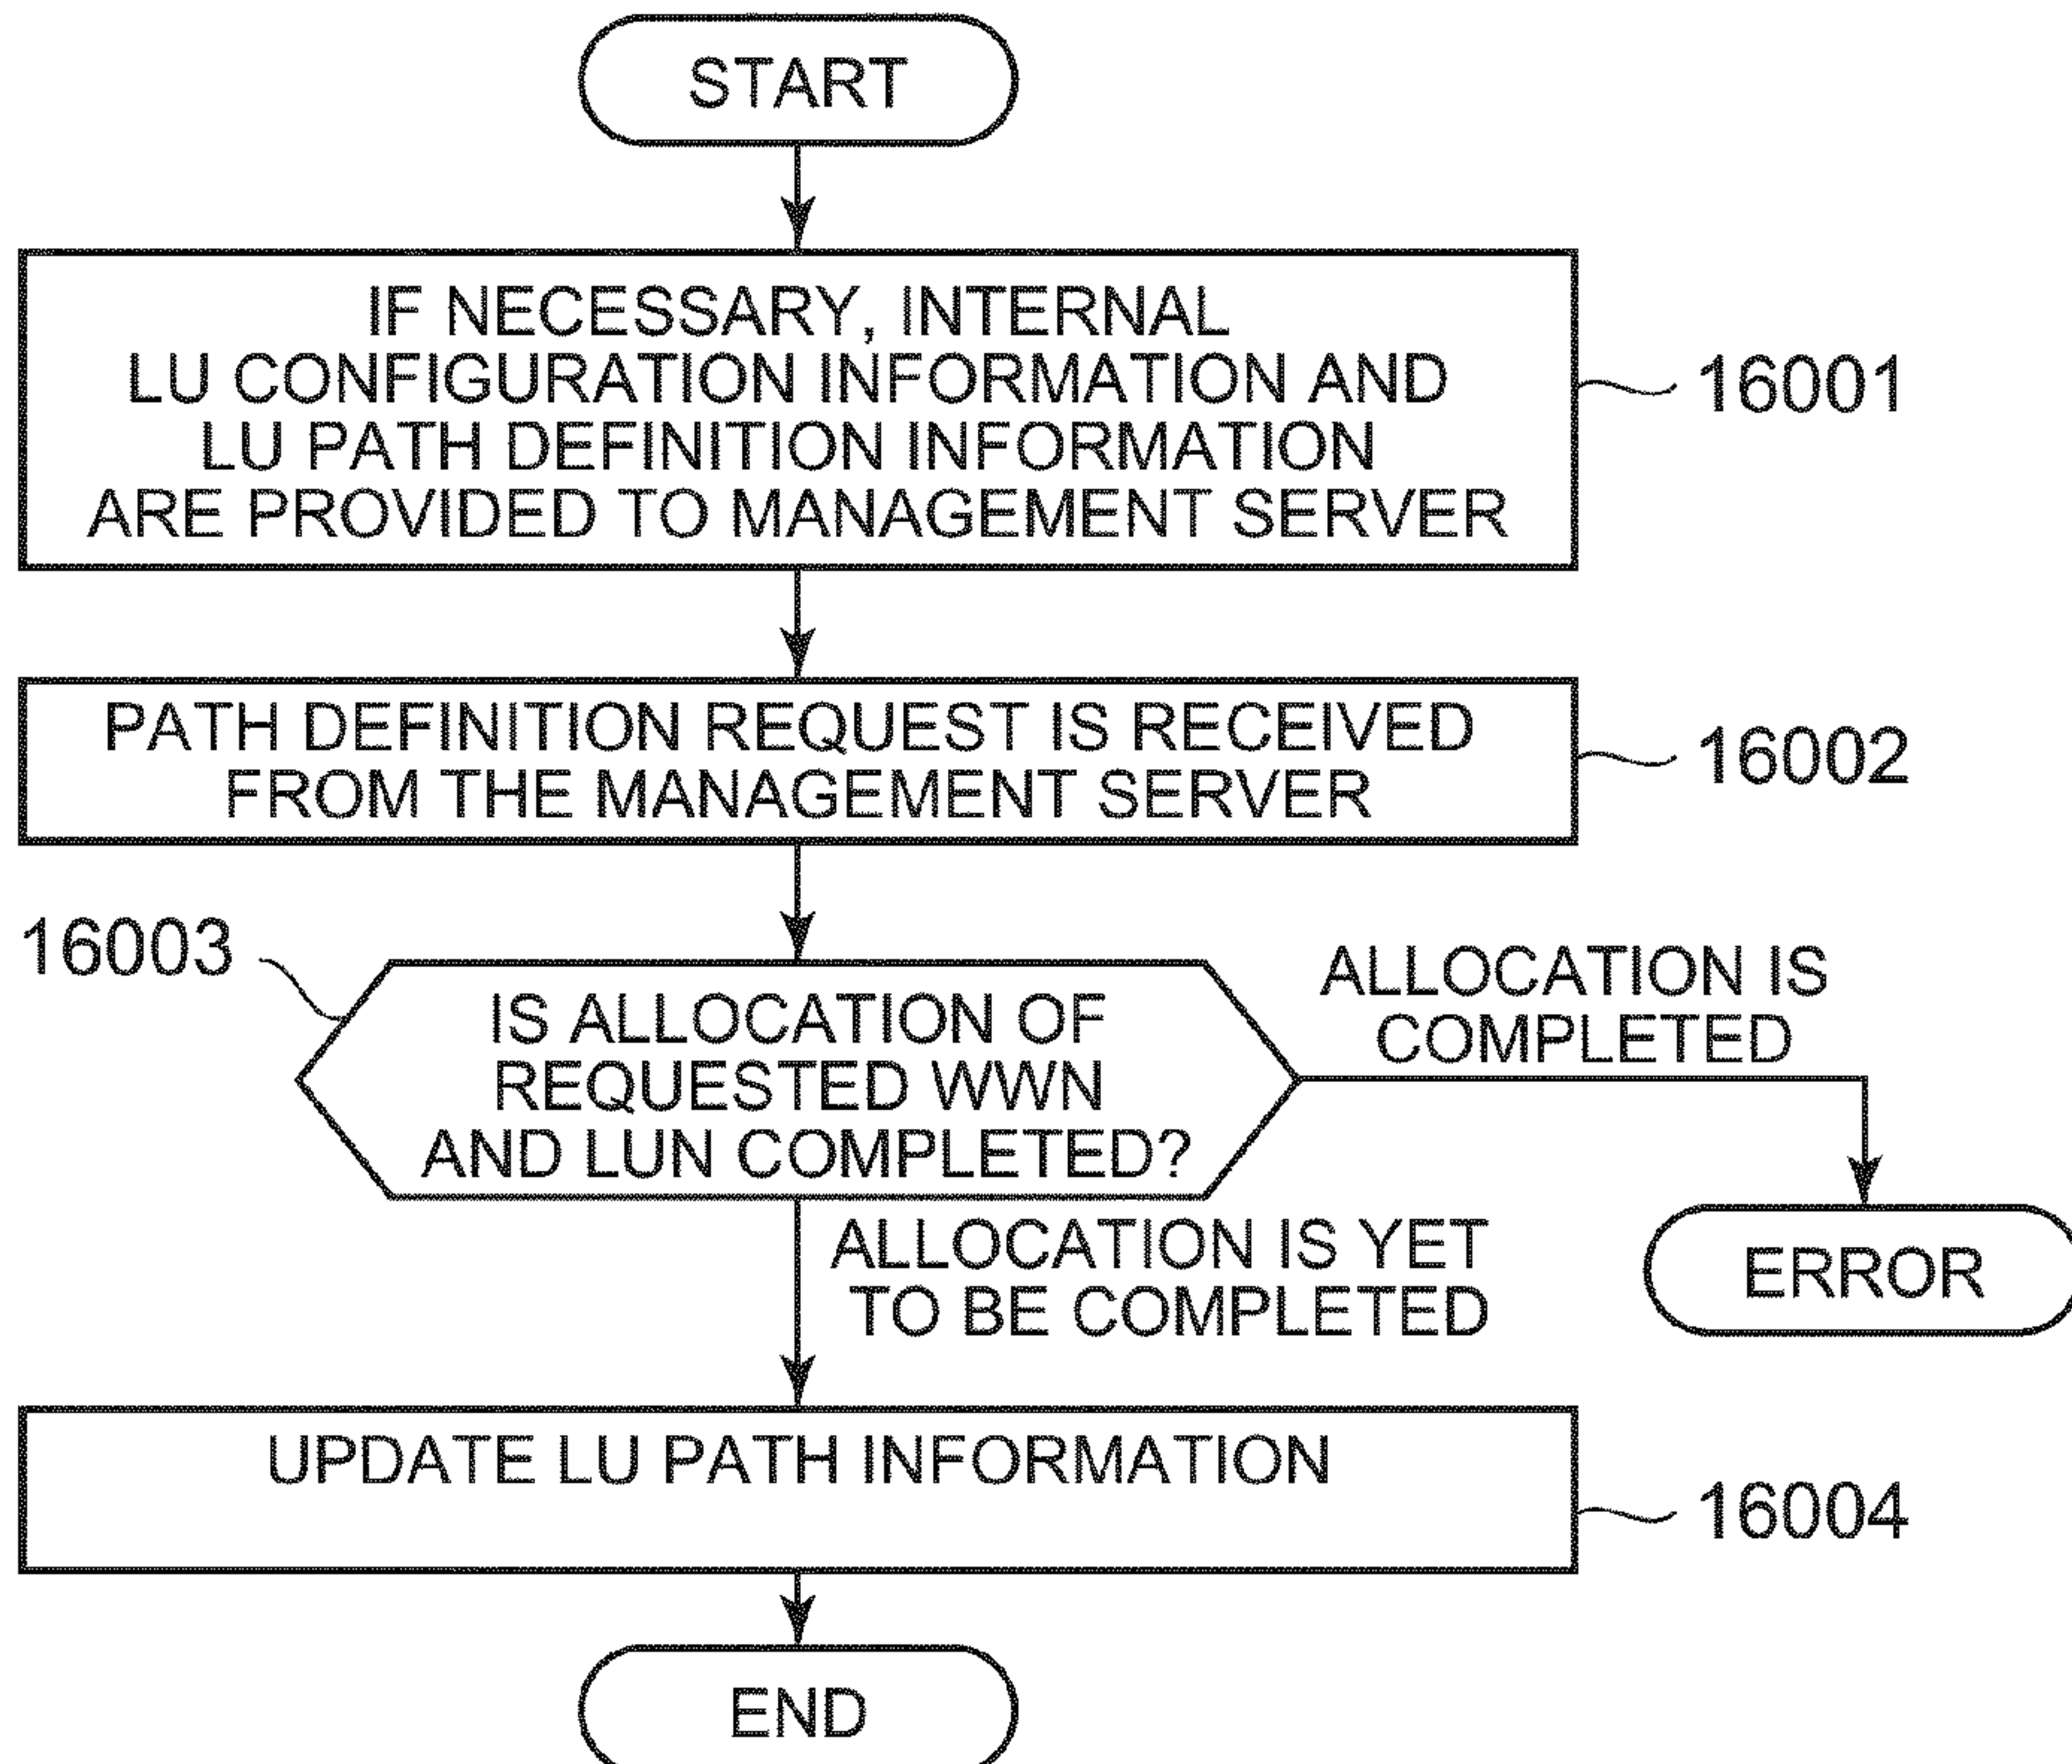 START
IF NECESSARY, INTERNAL
LU CONFIGURATION INFORMATION AND
LU PATH DEFINITION INFORMATION
ARE PROVIDED TO MANAGEMENT SERVER
16001
PATH DEFINITION REQUEST IS RECEIVED
FROM THE MANAGEMENT SERVER
16002
16003
IS ALLOCATION OF
REQUESTED WWN
AND LUN COMPLETED?
ALLOCATION IS
COMPLETED
ERROR
ALLOCATION IS YET
TO BE COMPLETED
UPDATE LU PATH INFORMATION
16004
END